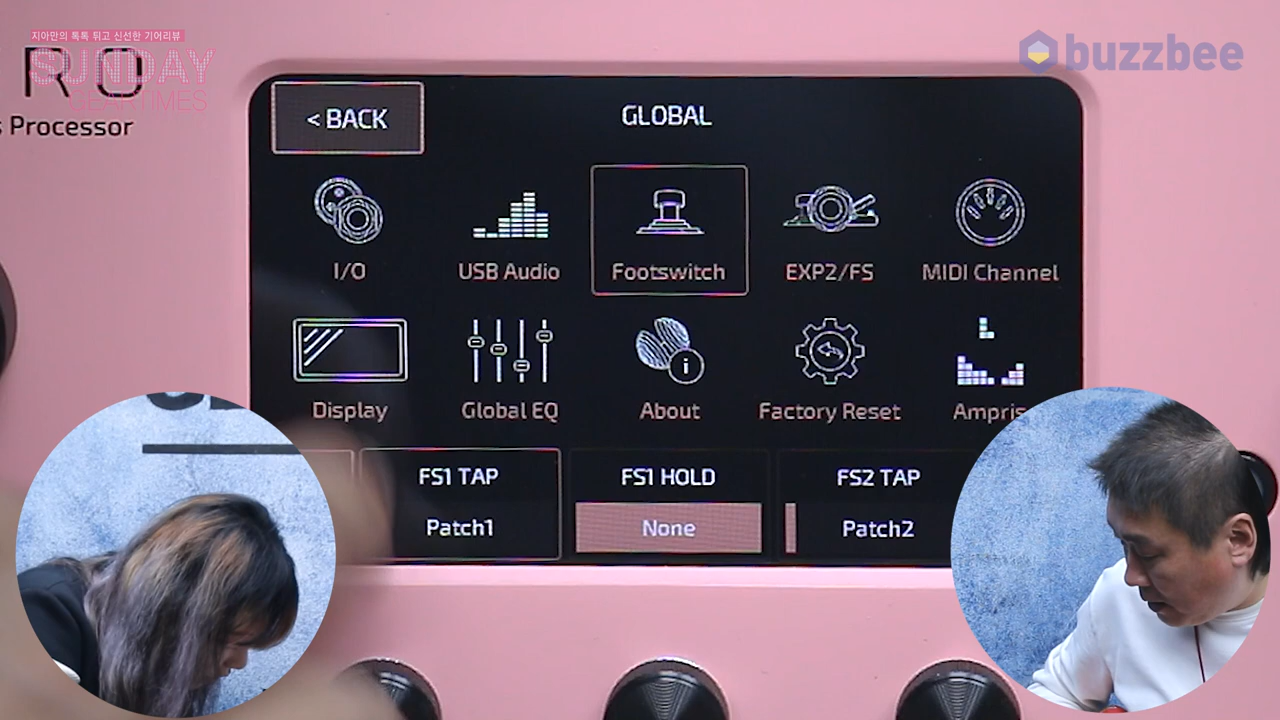 지아만의 톡톡 튀고 신선한 기어리뷰
SUNDAY
GEARTIMES
buzzbee
RO
s Processor
< BACK
GLOBAL
I/O
USB Audio
Footswitch
EXP2/FS
MIDI Channel
Display
Global EQ
About
Factory Reset
Ampris
FS1 TAP
FS1 HOLD
FS2 TAP
Patch1
None
Patch2